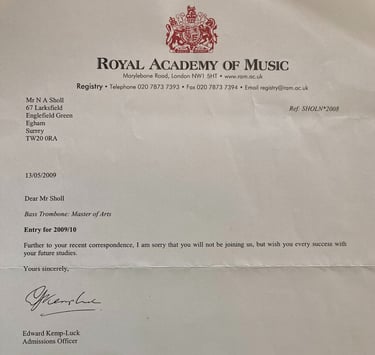 ROYAL ACADEMY OF MUSIC
Marylebone Road, London NW1 5HT • www.ram.ac.uk
Registry • Telephone 020 7873 7393 • Fax 020 7873 7394 • Email registry@ram.ac.uk
Mr N A Sholl
67 Larksfield
Englefield Green
Egham
Surrey
TW20 0RA
Ref: SHOLN*2008
13/05/2009
Dear Mr Sholl
Bass Trombone: Master of Arts
Entry for 2009/10
Further to your recent correspondence, I am sorry that you will not be joining us, but wish you every success with
your future studies.
Yours sincerely,
Edward Kemp-Luck
Admissions Officer